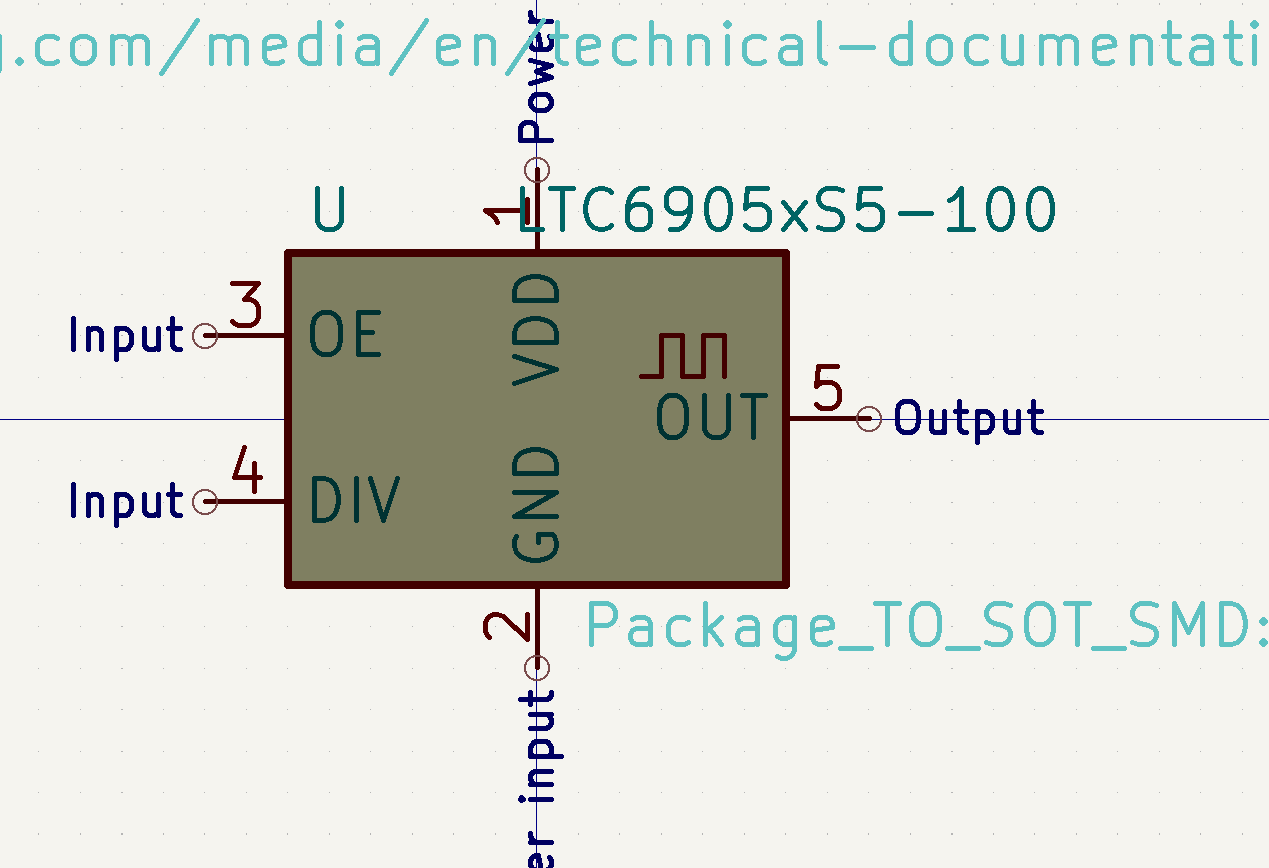 g.com/media/en/technical-documentati
Power
U
LTC6905xS5-100
1
3
Input
OE
VDD
5
OUT
Output
4
Input
DIV
GND
2
Package_TO_SOT_SMD:
er input